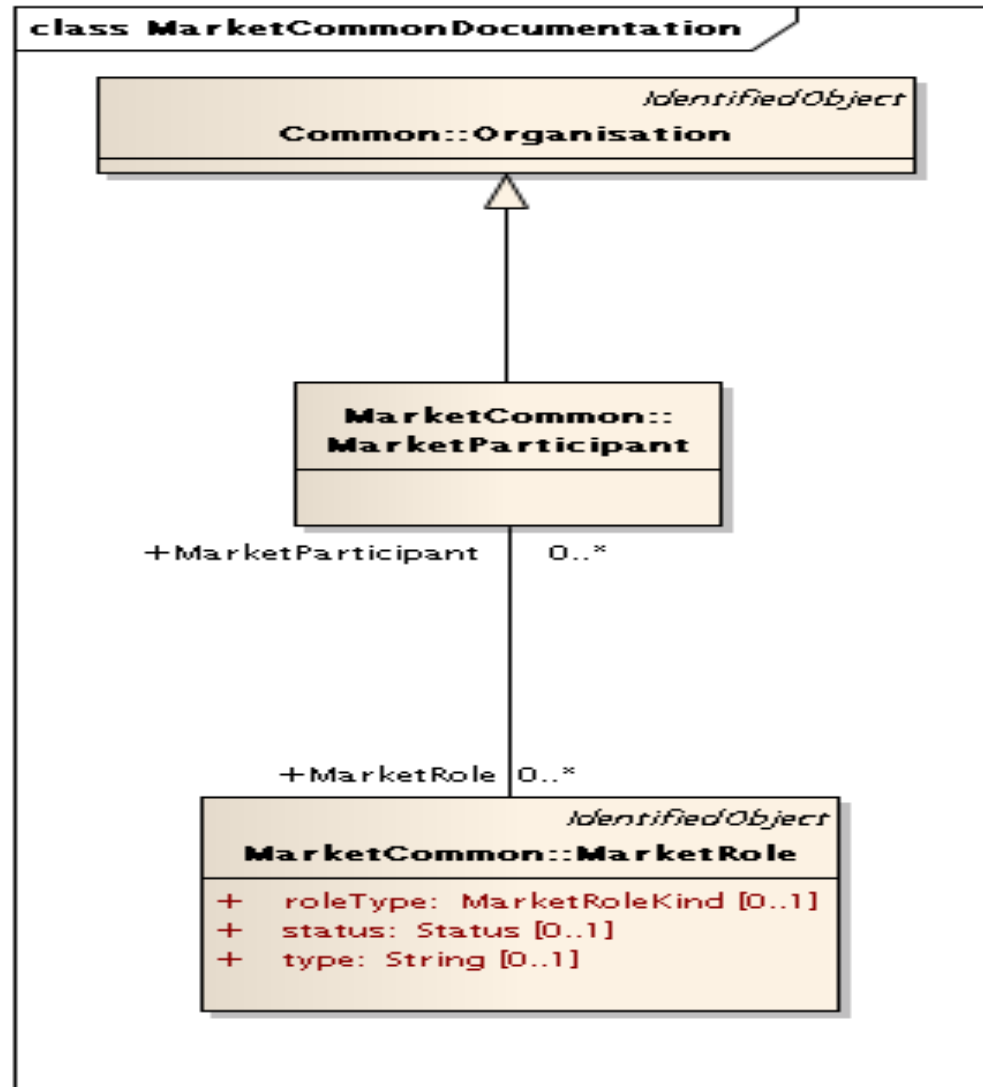 class MarketCommonDocumentation
IdentifiedObject
Common::Organisation
MarketCommon::
MarketParticipant
+MarketParticipant 0..*
+MarketRole 0..*
IdentifiedObject
MarketCommon::MarketRole
+ roleType: MarketRoleKind [0..1]
+ status: Status [0..1]
+ type: String [0..1]